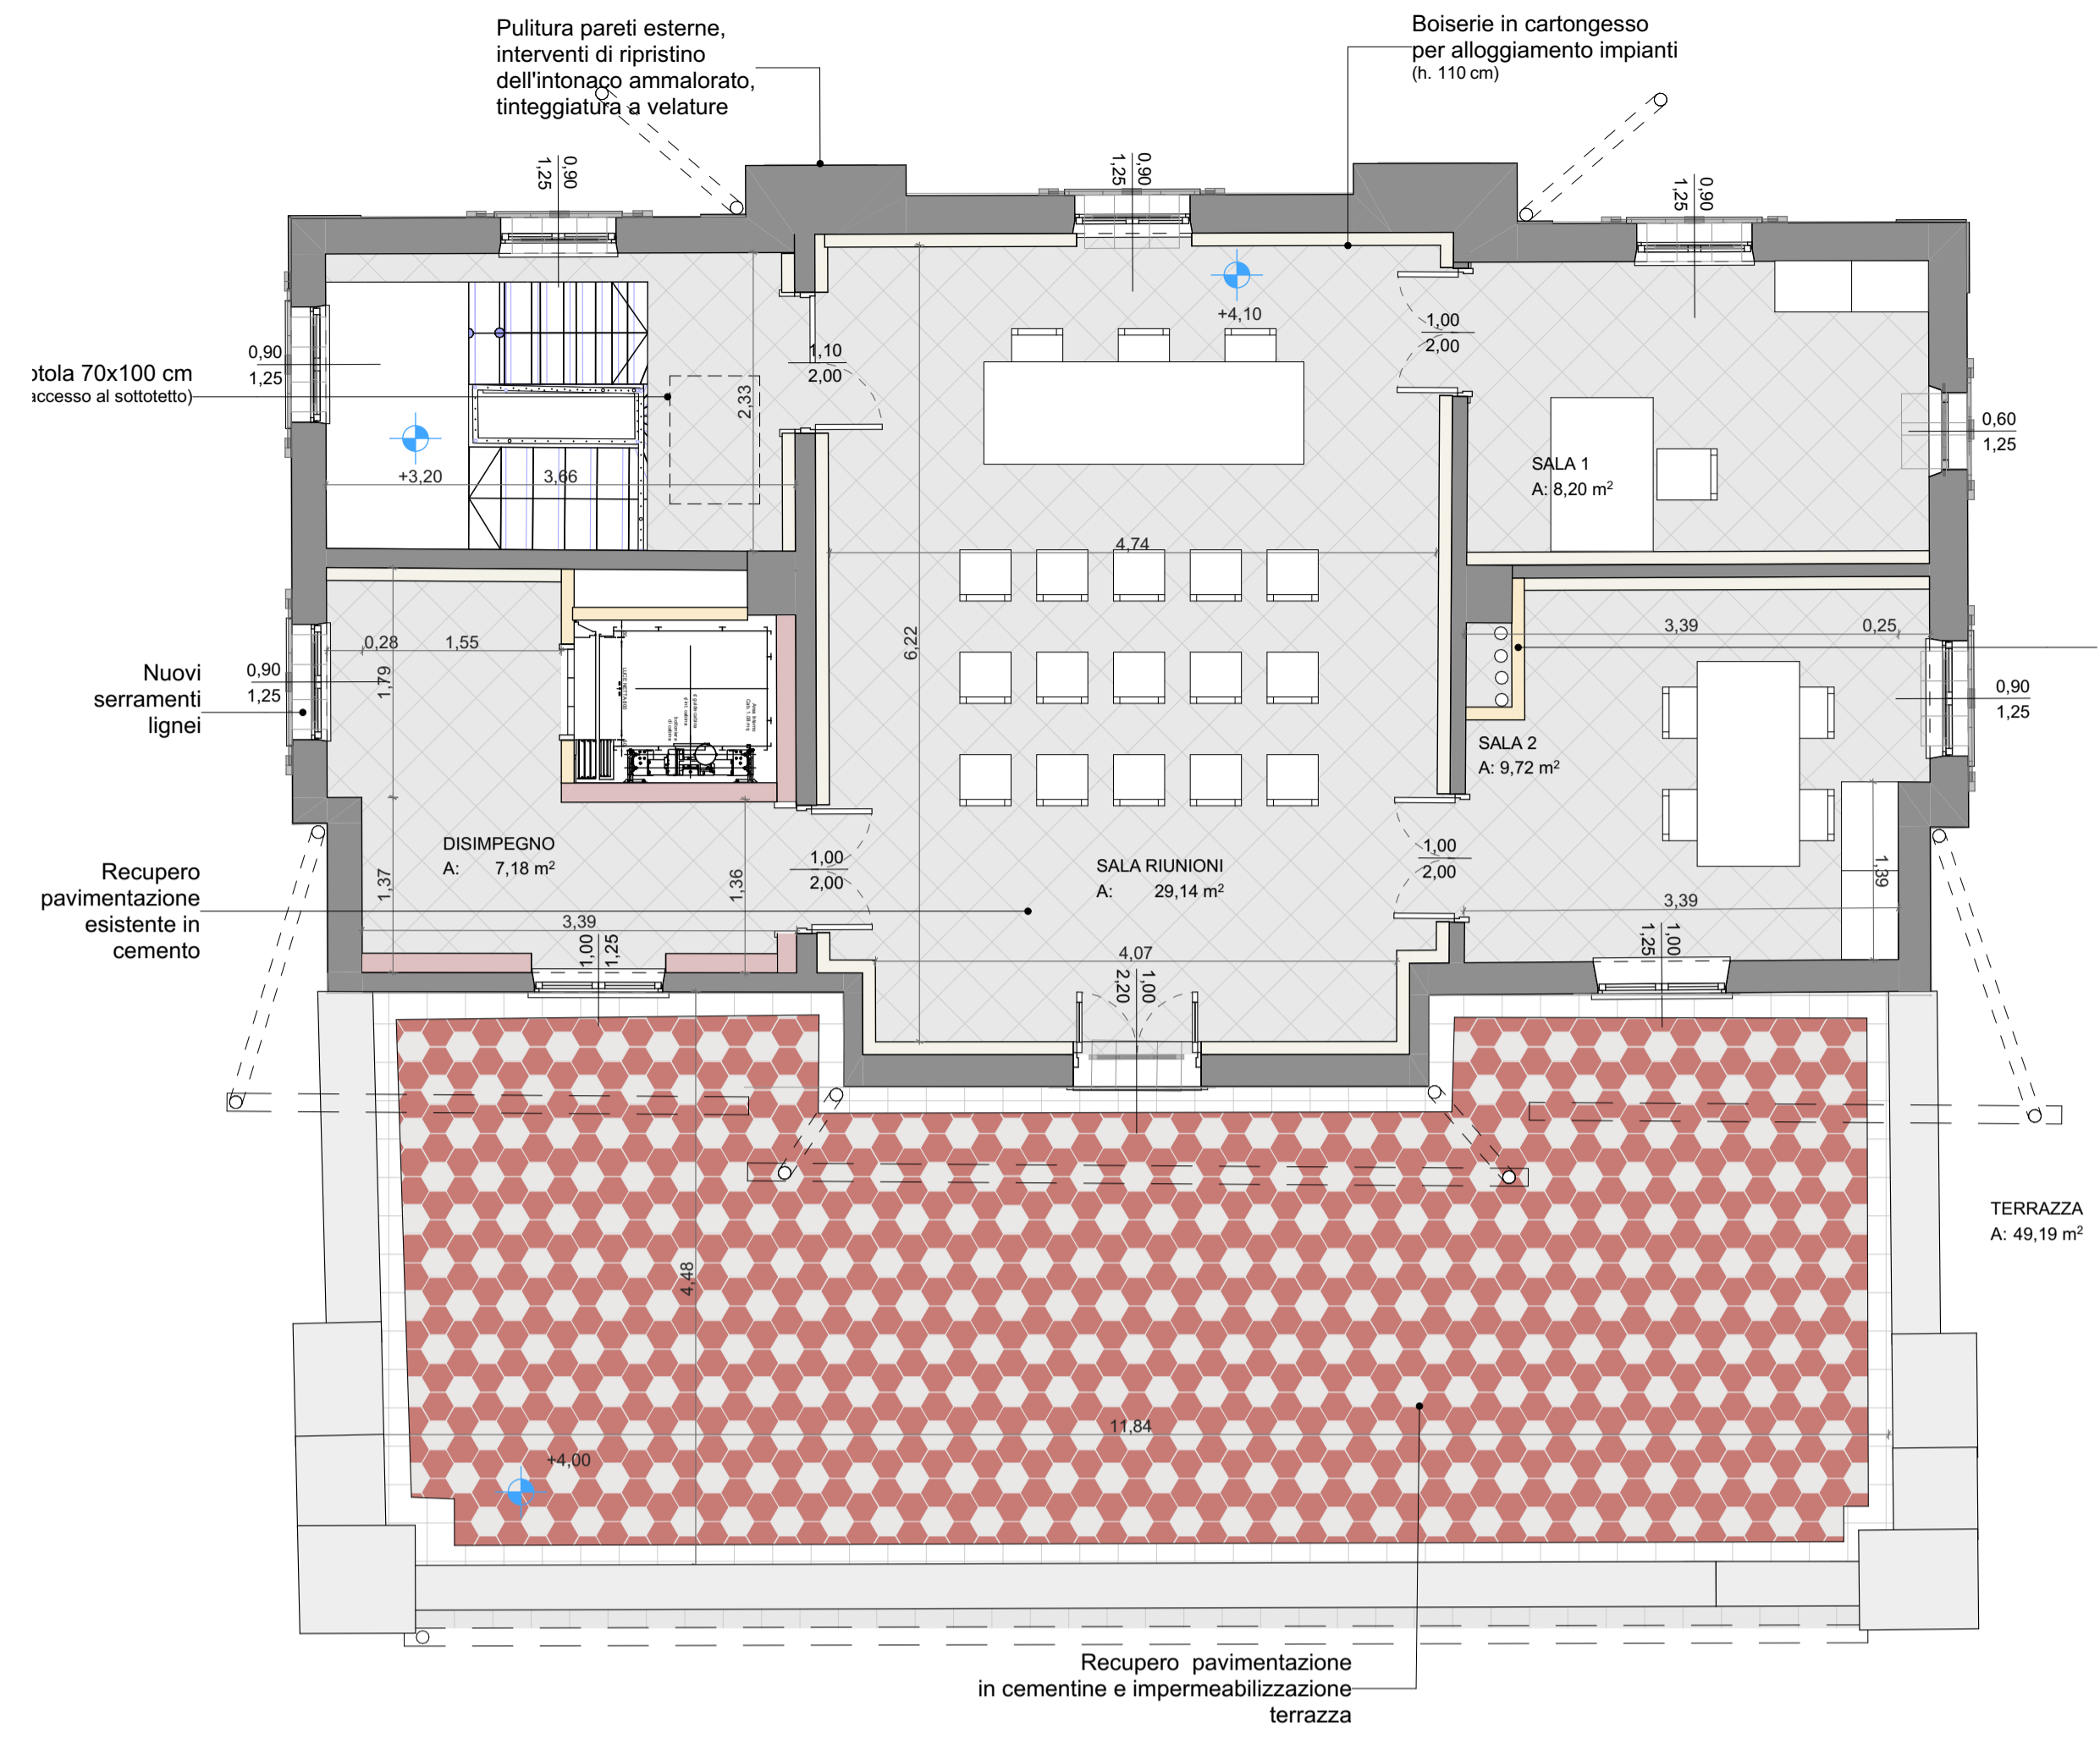 Pulitura pareti esterne,
interventi di ripristino
dell'intonaco ammalorato,
tinteggiatura a velature
Boiserie in cartongesso
per alloggiamento impianti
(h. 110 cm)
0,90
1,25
0,90
1,25
0,90
1,25
+4,10
1,00
2,00
1,10
2,00
0,90
1,25
otola 70x100 cm
accesso al sottotetto)
2,33
0,60
1,25
+3,20
3,66
SALA 1
A: 8,20 m²
4,74
6,22
0,28
1,55
1,79
3,39
0,25
Nuovi
serramenti
lignei
0,90
1,25
0,90
1,25
SALA 2
A: 9,72 m²
DISIMPEGNO
A: 7,18 m²
1,00
2,00
1,00
2,00
SALA RIUNIONI
A: 29,14 m²
Recupero
pavimentazione
esistente in
cemento
1,37
1,36
1,39
3,39
3,39
1,00
1,25
4,07
1,00
2,20
1,00
1,25
TERRAZZA
A: 49,19 m²
4,48
11,84
+4,00
Recupero pavimentazione
in cementine e impermeabilizzazione
terrazza